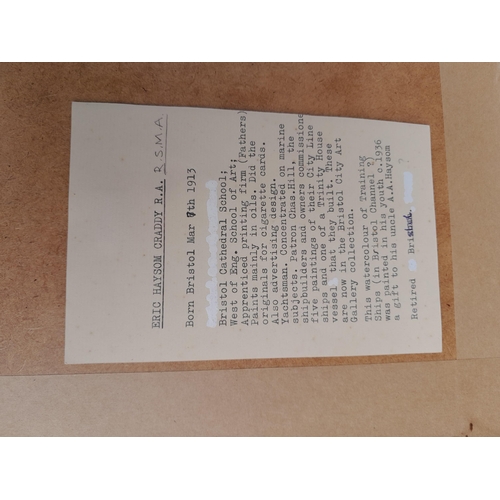 ERIC HAYSOM CRADDY R.A. R.S.M.A
Born Bristol Mar 7th 1913
Bristol Cathedral School;
West of Eng. School of Art;
Apprenticed printing firm (Fathers)
Paints mainly in oils. Did the
originals for cigarette cards.
Also advertising design.
Yachtsman. Concentrated on marine
subjects. Patron Chas.Hill, the
shipbuilders and owners commissioned
five paintings of their City Line
ships and one of a Trinity House
vessel that they built. These
are now in the Bristol City Art
Gallery collection.
This watercolour of Training
Ships in Bristol Channel ?)
was painted in his youth c.1936
a gift to his uncle A.A.Haysom
Retired